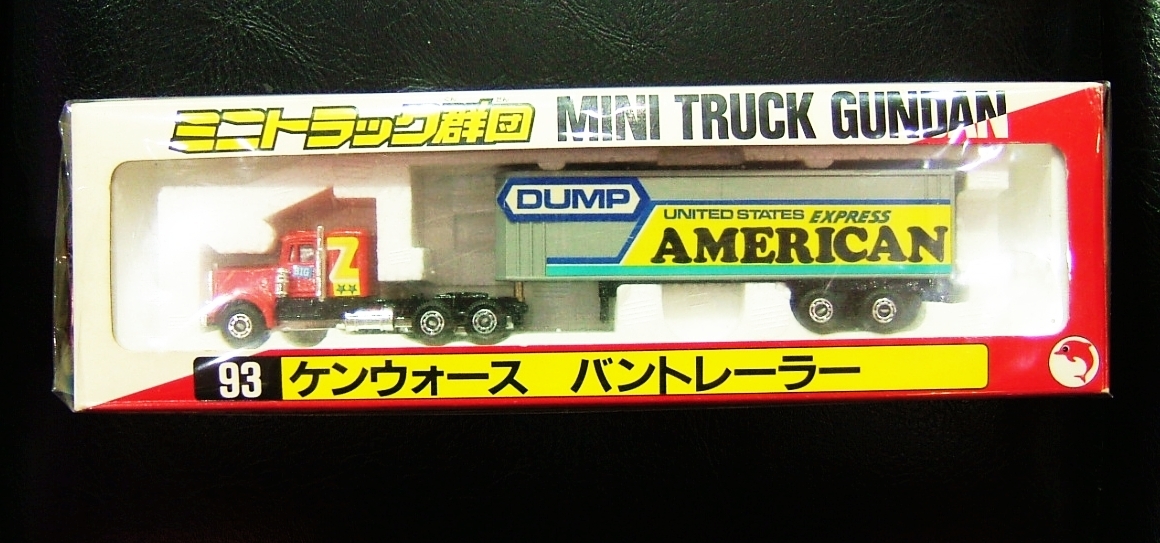 ミニトラック群団 MINI TRUCK GUNDAN
DUMP
UNITED STATES EXPRESS
AMERICAN
Z
BIG
93 ケンウォース バントレーラー